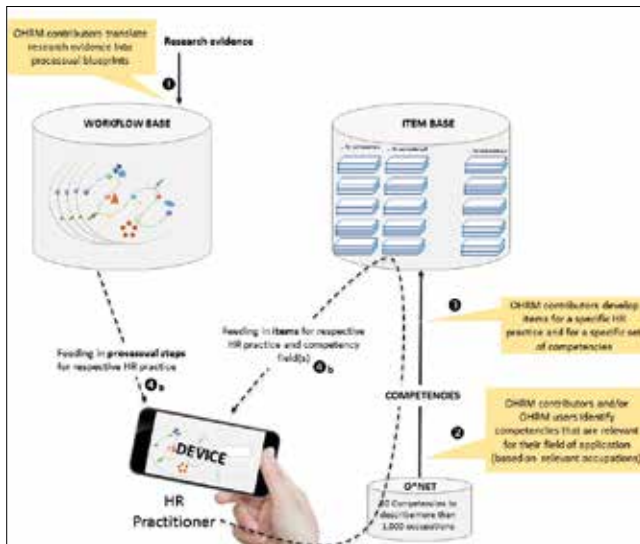 OHRM contributors translate
research evidence into
processual blueprints
Research evidence
WORKFLOW BASE
ITEM BASE
Feeding in processual steps
for respective HR practice
Feeding in items for respective
HR practice and competency
field(s)
OHRM contributors develop
items for a specific HR
practice and for a specific set
of competencies
COMPETENCIES
OHRM contributors and/or
OHRM users identify
competencies that are relevant
for their field of application
(based on relevant occupations)
2
4 a
4 b
DEVICE
HR
Practitioner
O*NET
Competencies to
describe more than
1,000 occupations